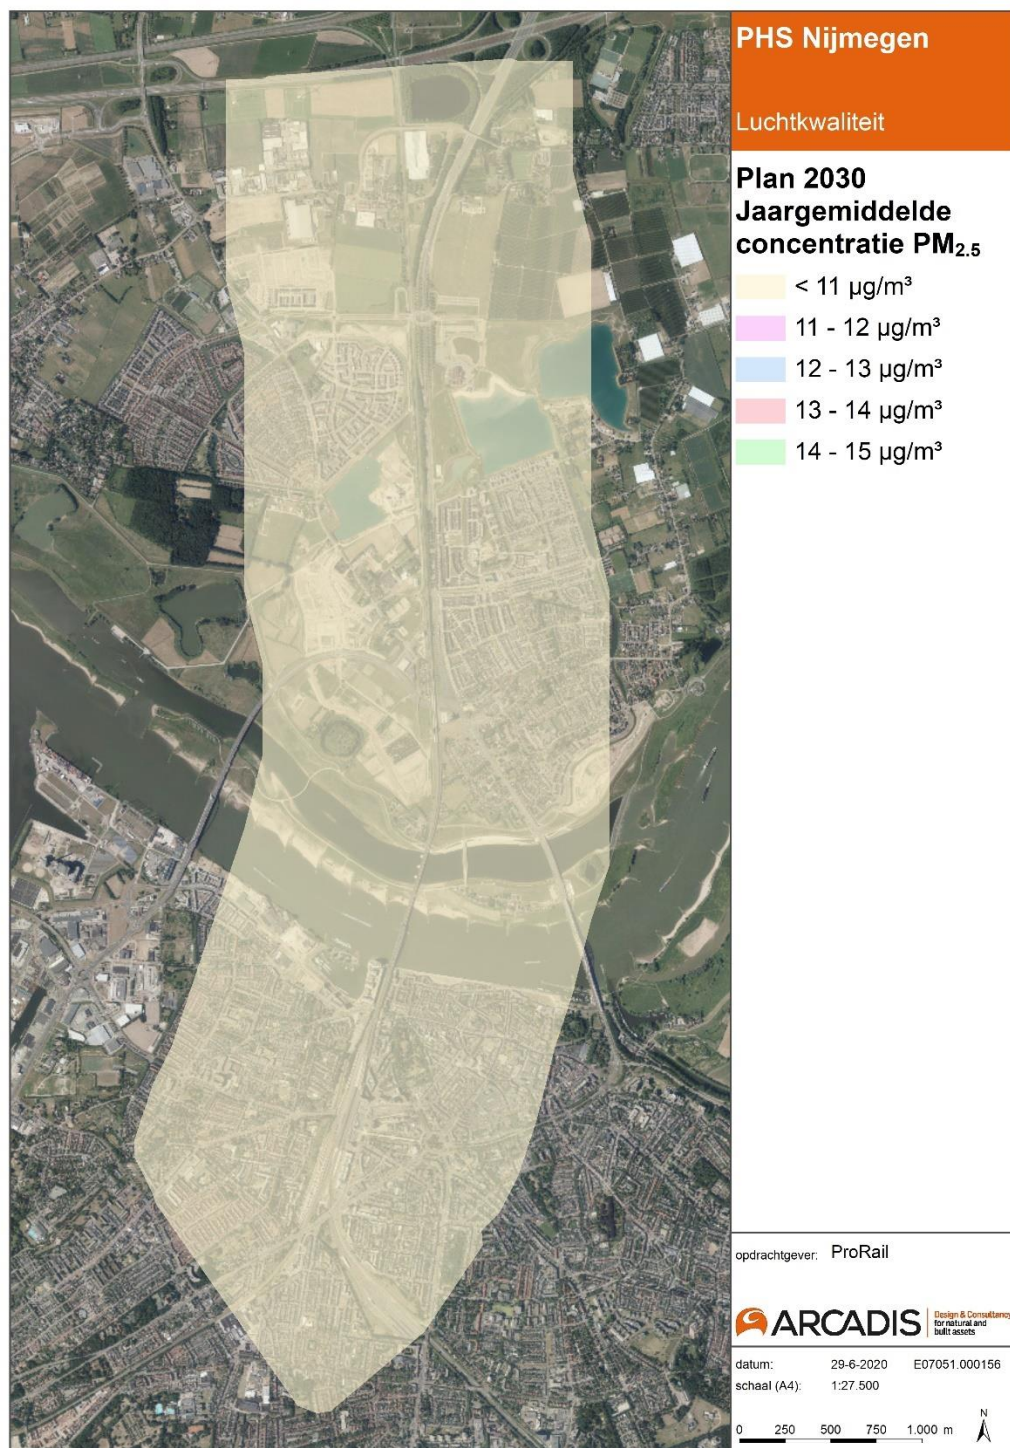 PHS Nijmegen
Luchtkwaliteit
Plan 2030
Jaargemiddelde
concentratie PM₂.₅
< 11 µg/m³
11 - 12 µg/m³
12 - 13 µg/m³
13 - 14 µg/m³
14 - 15 µg/m³
opdrachtgever: ProRail
ARCADIS
Design & Consultancy
for natural and
built assets
datum: 29-6-2020 E07051.000156
schaal (A4): 1:27.500
N
0 250 500 750 1.000 m